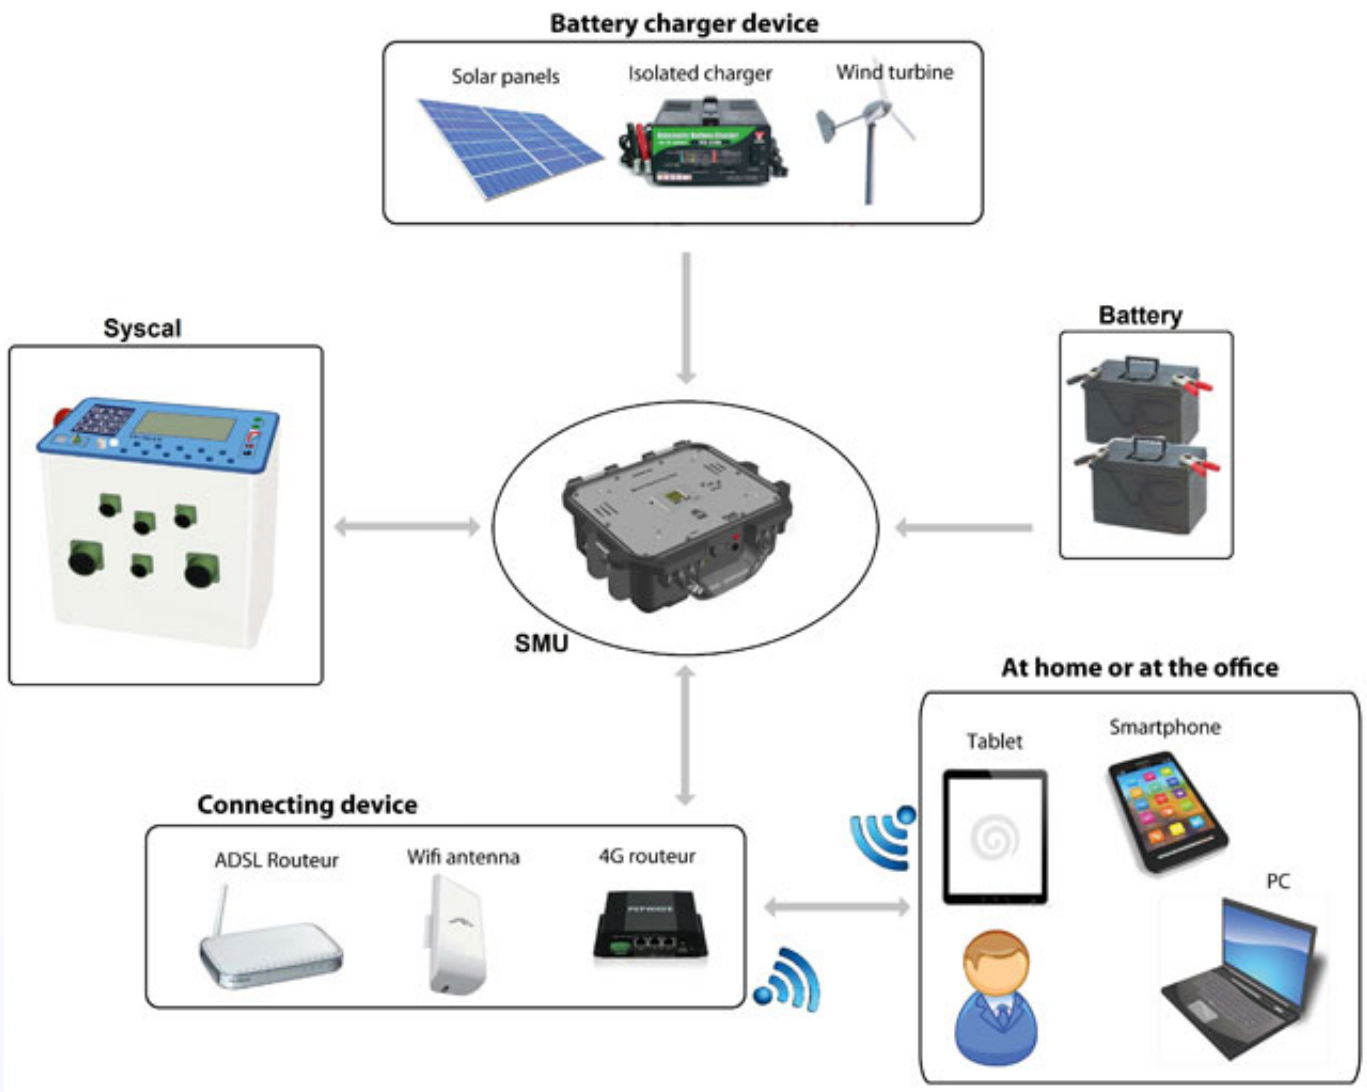 Battery charger device
Solar panels
Isolated charger
Wind turbine
Syscal
Battery
SMU
At home or at the office
Tablet
Smartphone
PC
Connecting device
ADSL Routeur
Wifi antenna
4G routeur
PEPWAVE